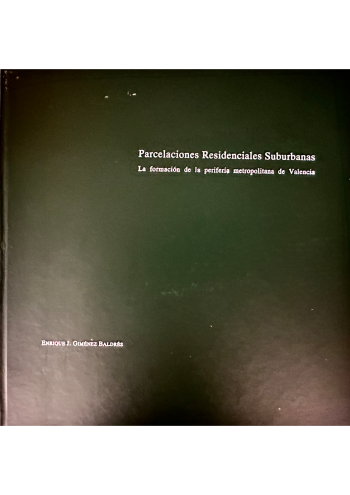 Parcelaciones Residenciales Suburbanas
La formación de la periferia metropolitana de Valencia
ENRIQUE J. GIMÉNEZ BALDRÉS